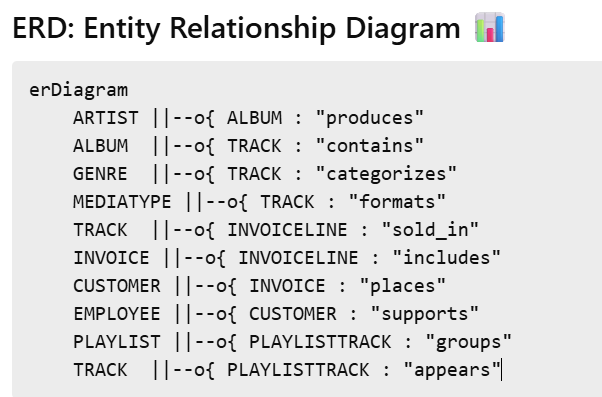 ERD: Entity Relationship Diagram 📊
erDiagram
    ARTIST ||--o{ ALBUM : "produces"
    ALBUM  ||--o{ TRACK : "contains"
    GENRE  ||--o{ TRACK : "categorizes"
    MEDIATYPE ||--o{ TRACK : "formats"
    TRACK  ||--o{ INVOICELINE : "sold_in"
    INVOICE ||--o{ INVOICELINE : "includes"
    CUSTOMER ||--o{ INVOICE : "places"
    EMPLOYEE ||--o{ CUSTOMER : "supports"
    PLAYLIST ||--o{ PLAYLISTTRACK : "groups"
    TRACK  ||--o{ PLAYLISTTRACK : "appears"